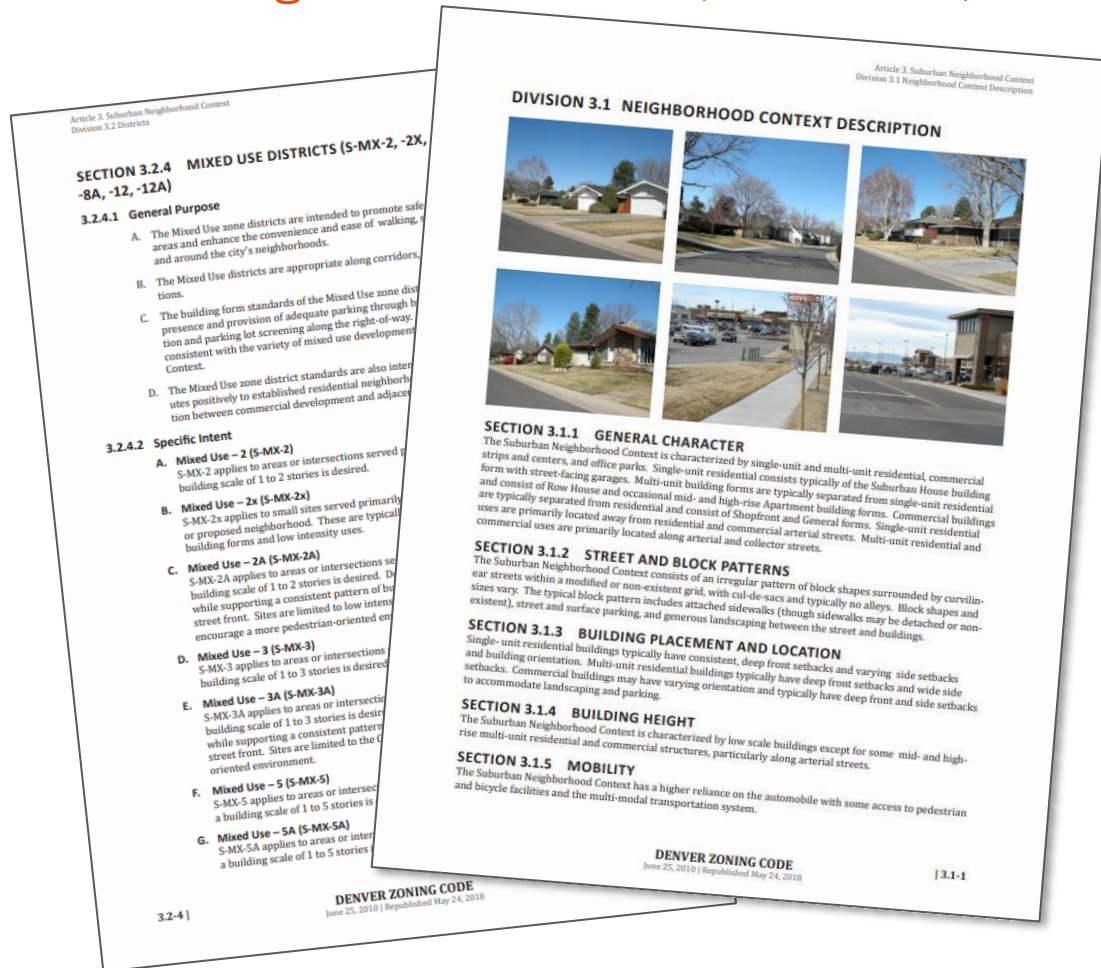 Article 3. Suburban Neighborhood Context
Division 3.2 Districts
SECTION 3.2.4 MIXED USE DISTRICTS (S-MX-2, -2X,
-8A, -12, -12A)
3.2.4.1 General Purpose
A. The Mixed Use zone districts are intended to promote safe
areas and enhance the convenience and ease of walking,
and around the city's neighborhoods.
B. The Mixed Use districts are appropriate along corridors,
tions.
C. The building form standards of the Mixed Use zone
presence and provision of adequate parking through
tion and parking lot screening along the right-of-way.
consistent with the variety of mixed use development
Context.
D. The Mixed Use zone district standards are also
utes positively to established residential
tion between commercial development and
3.2.4.2 Specific Intent
A. Mixed Use – 2 (S-MX-2)
S-MX-2 applies to areas or intersections served
building scale of 1 to 2 stories is desired.
B. Mixed Use – 2x (S-MX-2x)
S-MX-2x applies to small sites served primarily
or proposed neighborhood. These are
building forms and low intensity uses.
C. Mixed Use – 2A (S-MX-2A)
S-MX-2A applies to areas or intersections
building scale of 1 to 2 stories is desired.
while supporting a consistent pattern of
street front. Sites are limited to low
encourage a more pedestrian-oriented
D. Mixed Use – 3 (S-MX-3)
S-MX-3 applies to areas or intersections
building scale of 1 to 3 stories is desired
E. Mixed Use – 3A (S-MX-3A)
S-MX-3A applies to areas or
building scale of 1 to 3 stories is
while supporting a consistent pattern
street front. Sites are limited to the
oriented environment.
F. Mixed Use – 5 (S-MX-5)
S-MX-5 applies to areas or
a building scale of 1 to 5 stories is
G. Mixed Use – 5A (S-MX-5A)
S-MX-5A applies to areas or
a building scale of 1 to 5 stories
3.2-4 |
DENVER ZONING CODE
June 25, 2010 | Republished May 24, 2018
Article 3. Suburban Neighborhood Context
Division 3.1 Neighborhood Context Description
DIVISION 3.1 NEIGHBORHOOD CONTEXT DESCRIPTION
SECTION 3.1.1 GENERAL CHARACTER
The Suburban Neighborhood Context is characterized by single-unit and multi-unit residential, commercial
strips and centers, and office parks. Single-unit residential consists typically of the Suburban House building
form with street-facing garages. Multi-unit building forms are typically separated from single-unit residential
and consist of Row House and occasional mid- and high-rise Apartment building forms. Commercial buildings
are typically separated from residential and consist of Shopfront and General forms. Single-unit residential
uses are primarily located away from residential and commercial arterial streets. Multi-unit residential and
commercial uses are primarily located along arterial and collector streets.
SECTION 3.1.2 STREET AND BLOCK PATTERNS
The Suburban Neighborhood Context consists of an irregular pattern of block shapes surrounded by curvilin-
ear streets within a modified or non-existent grid, with cul-de-sacs and typically no alleys. Block shapes and
sizes vary. The typical block pattern includes attached sidewalks (though sidewalks may be detached or non-
existent), street and surface parking, and generous landscaping between the street and buildings.
SECTION 3.1.3 BUILDING PLACEMENT AND LOCATION
Single- unit residential buildings typically have consistent, deep front setbacks and varying side setbacks
and building orientation. Multi-unit residential buildings typically have deep front setbacks and wide side
setbacks. Commercial buildings may have varying orientation and typically have deep front and side setbacks
to accommodate landscaping and parking.
SECTION 3.1.4 BUILDING HEIGHT
The Suburban Neighborhood Context is characterized by low scale buildings except for some mid- and high-
rise multi-unit residential and commercial structures, particularly along arterial streets.
SECTION 3.1.5 MOBILITY
The Suburban Neighborhood Context has a higher reliance on the automobile with some access to pedestrian
and bicycle facilities and the multi-modal transportation system.
DENVER ZONING CODE
June 25, 2010 | Republished May 24, 2018
| 3.1-1